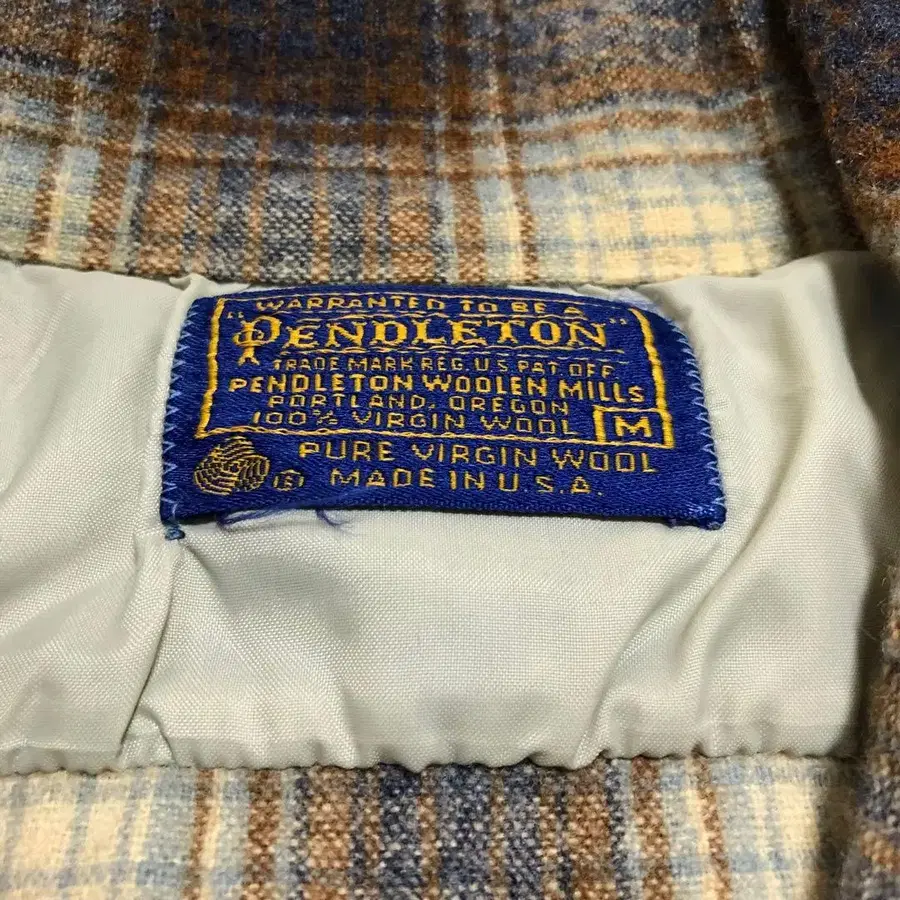 WARRANTED TO BE A
"PENDLETON"
TRADE MARK REG. U.S. PAT. OFF.
PENDLETON WOOLEN MILLS
PORTLAND, OREGON
100% VIRGIN WOOL M
PURE VIRGIN WOOL
MADE IN U.S.A.